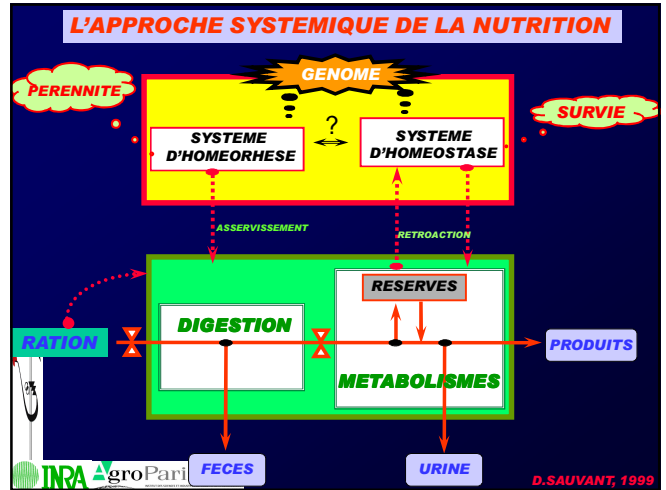 L'APPROCHE SYSTEMIQUE DE LA NUTRITION
GENOME
PERENNITE
SURVIE
SYSTEME
D'HOMEORHESE
?
SYSTEME
D'HOMEOSTASE
ASSERVISSEMENT
RETROACTION
RESERVES
DIGESTION
RATION
PRODUITS
METABOLISMES
FECES
URINE
INRA
AgroPari
D.SAUVANT, 1999